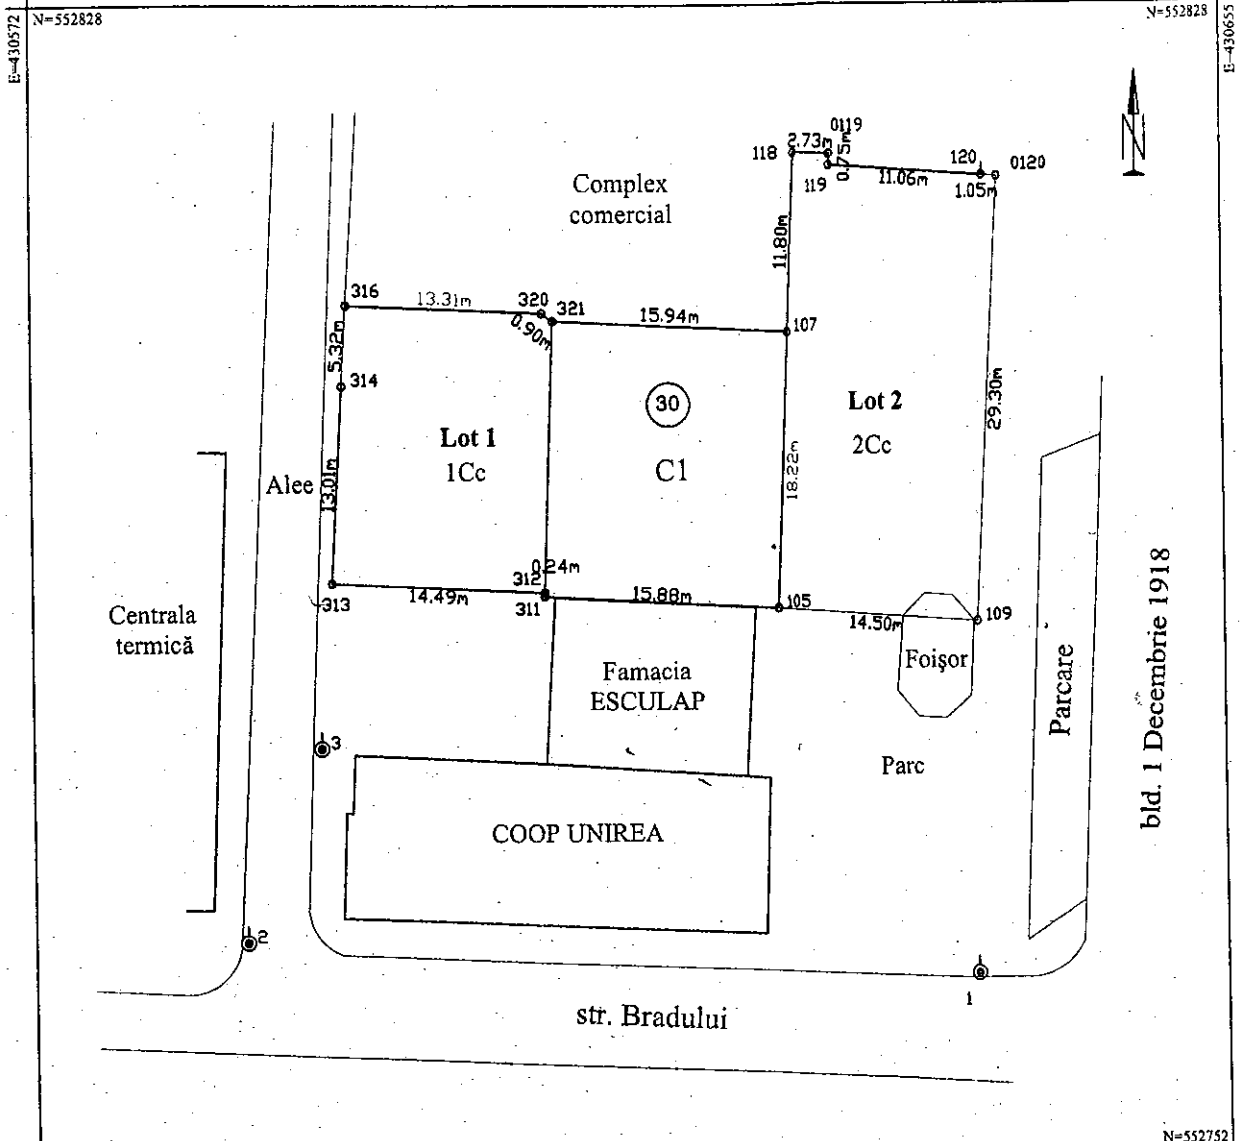 E=430572
N=552828
N=552828
E=430655
N
0119
118
2.73m
0.75m
120
0120
119
11.06m
1.05m
Complex
comercial
11.80m
316
13.31m
320
321
15.94m
107
0.90m
5.32m
314
30
Lot 2
2Cc
29.30m
Lot 1
1Cc
C1
18.22m
Alee
13.01m
0.24m
312
313
14.49m
311
15.88m
105
14.50m
109
Centrala
termică
Famacia
ESCULAP
Foişor
Parcare
bld. 1 Decembrie 1918
3
Parc
COOP UNIREA
2
1
str. Bradului
N=552752